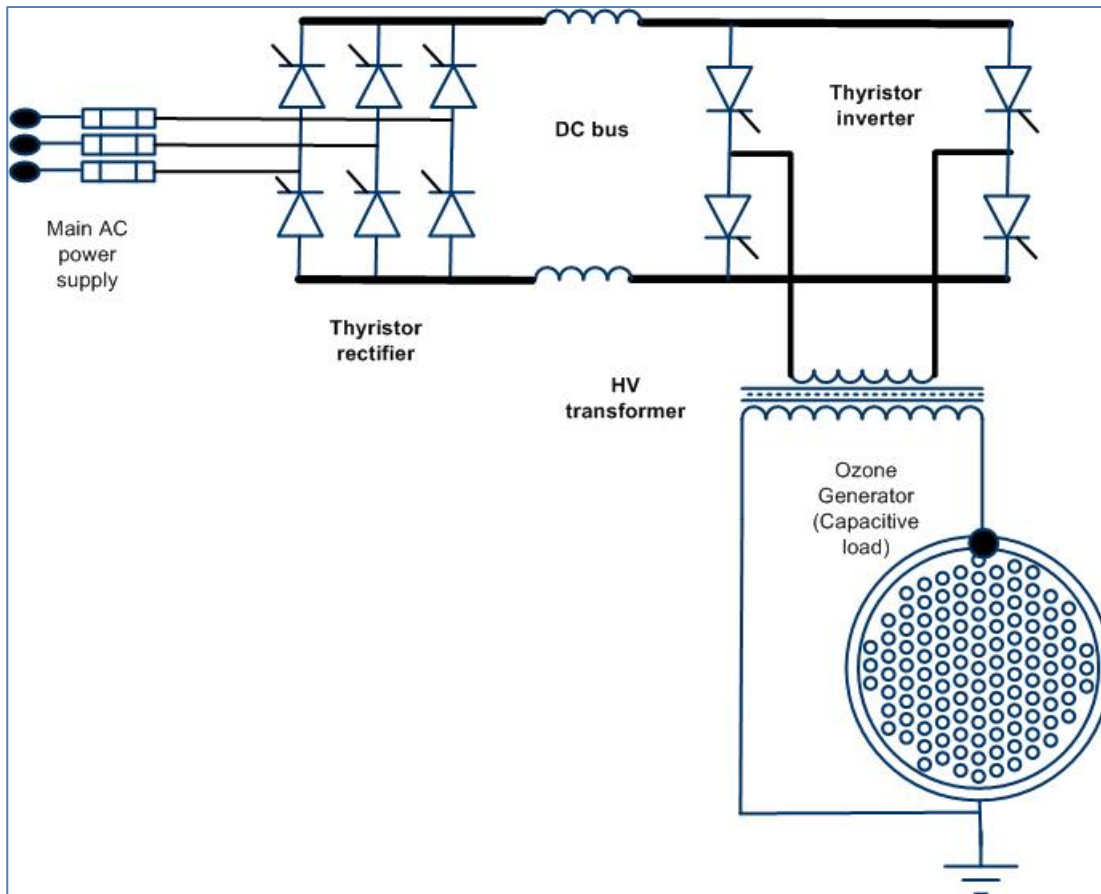 DC bus
Thyristor
inverter
Main AC
power
supply
Thyristor
rectifier
HV
transformer
Ozone
Generator
(Capacitive
load)